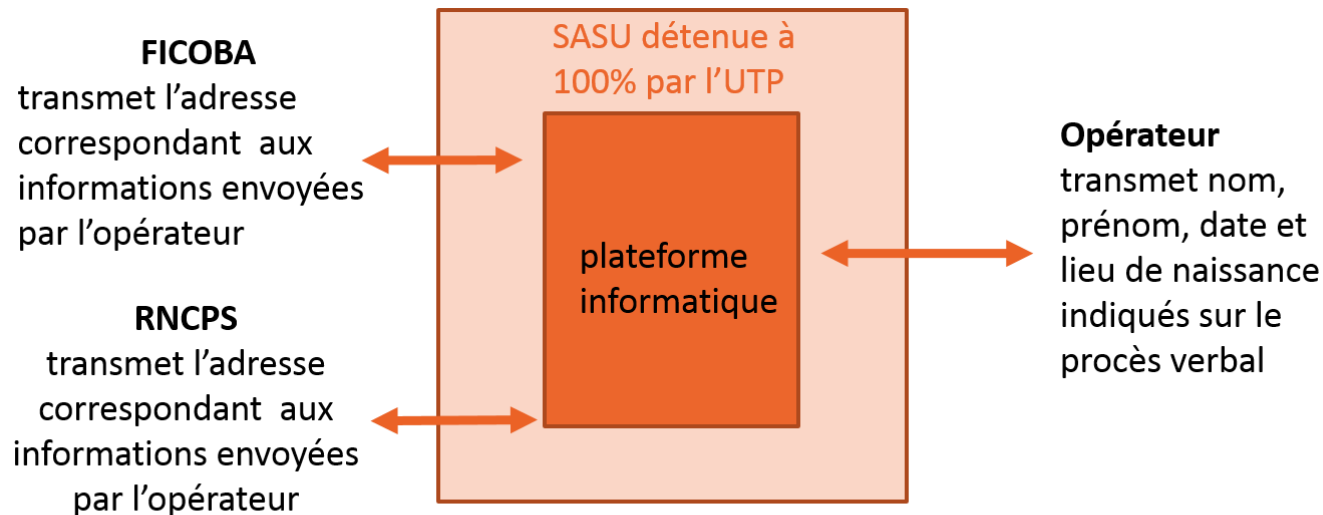 FICOBA
transmet l'adresse
correspondant aux
informations envoyées
par l'opérateur
RNCPS
transmet l'adresse
correspondant aux
informations envoyées
par l'opérateur
SASU détenue à
100% par l'UTP
plateforme
informatique
Opérateur
transmet nom,
prénom, date et
lieu de naissance
indiqués sur le
procès verbal